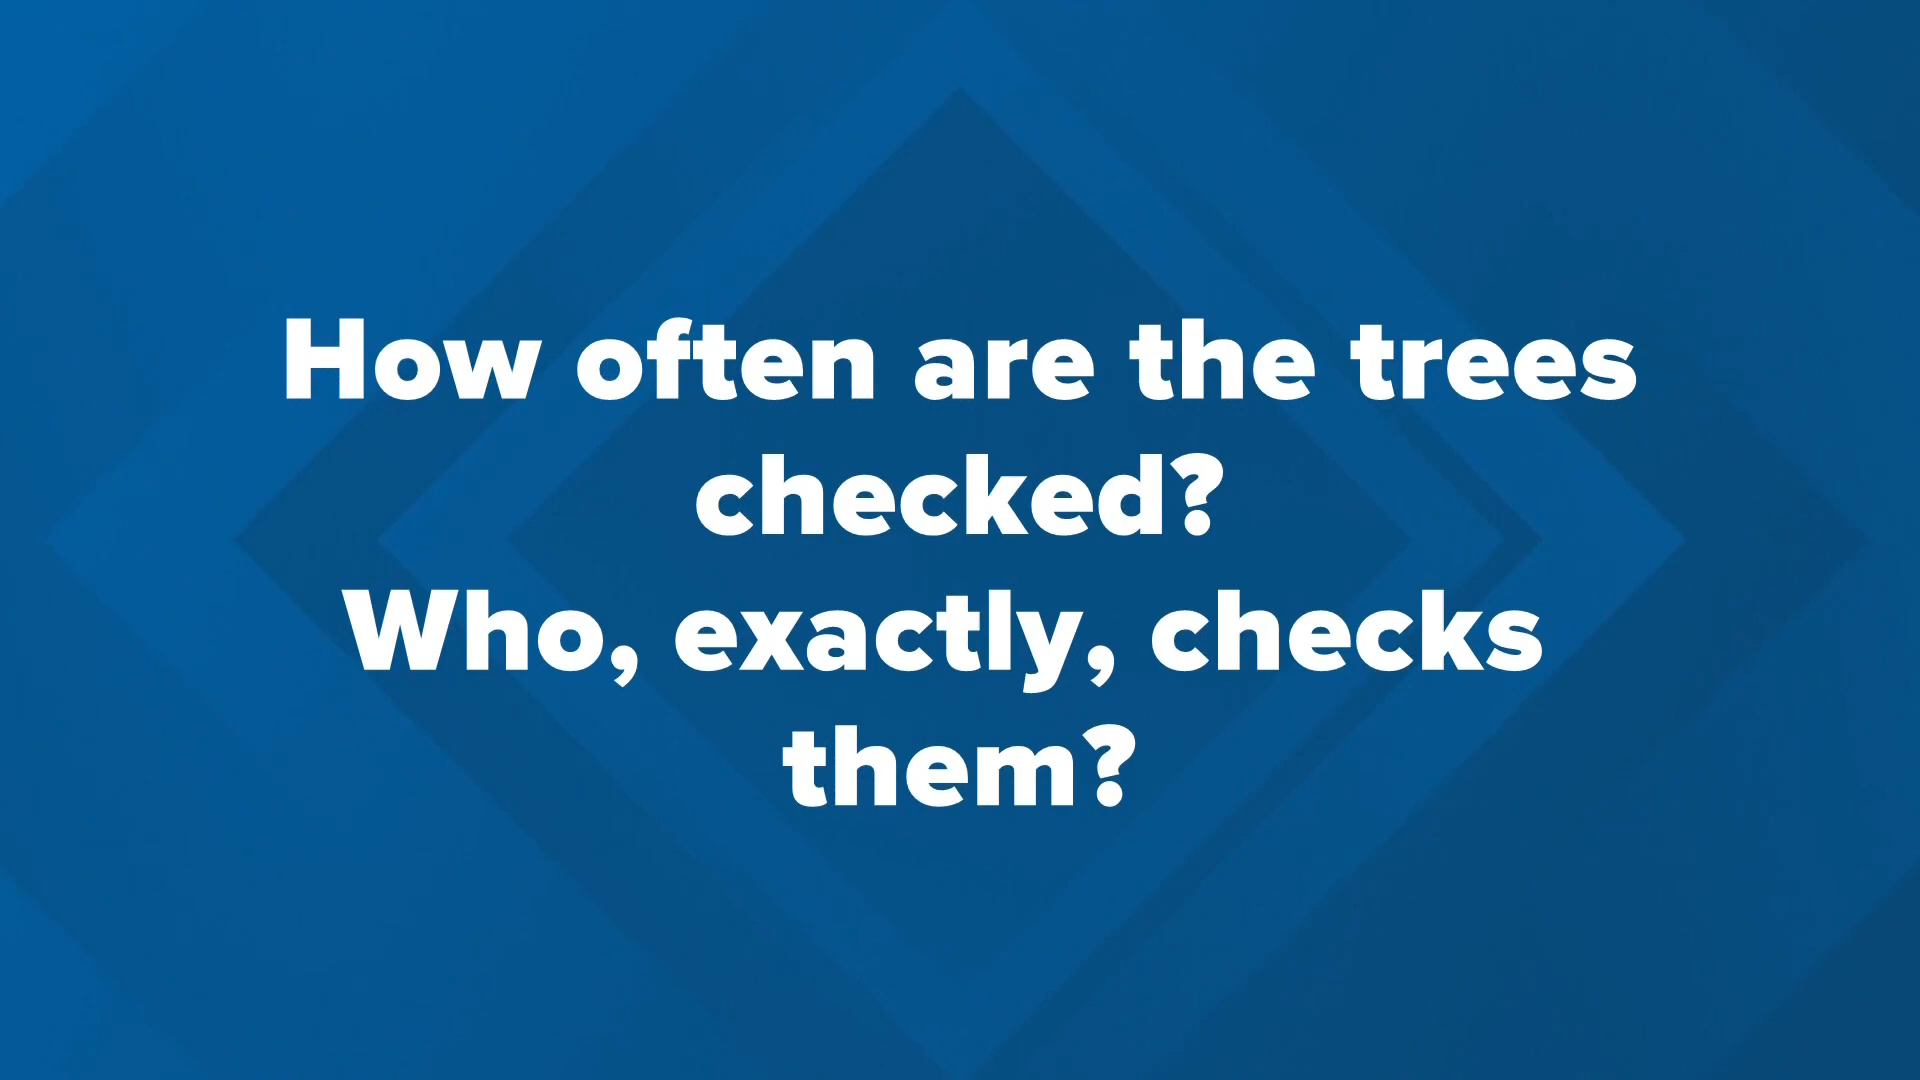 How often are the trees
checked?
Who, exactly, checks
them?